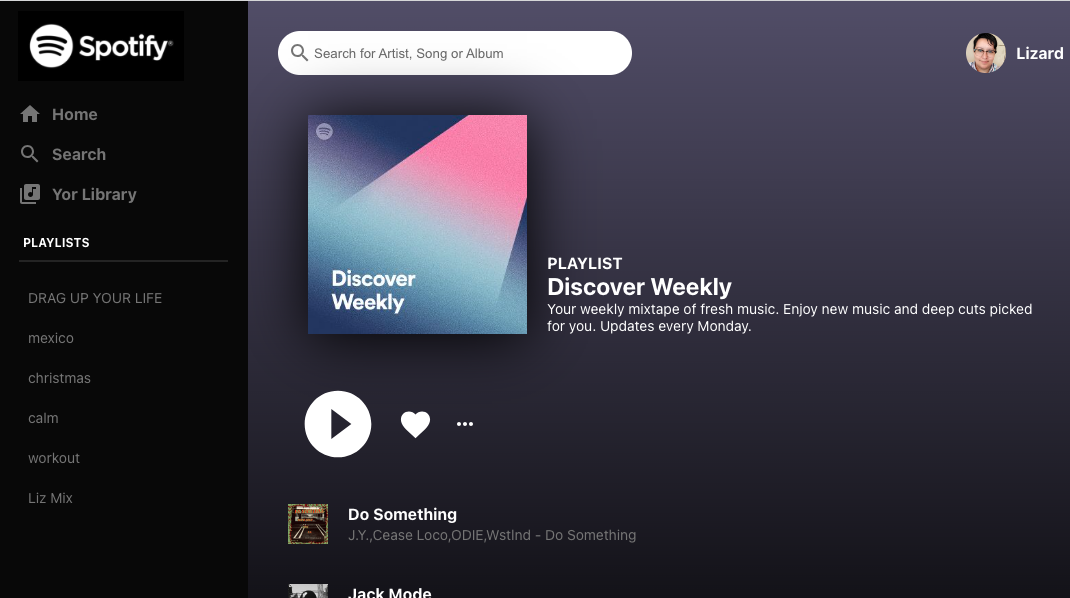 Spotify
Home
Search
Yor Library
PLAYLISTS
DRAG UP YOUR LIFE
mexico
christmas
calm
workout
Liz Mix
Search for Artist, Song or Album
Lizard
Discover
Weekly
PLAYLIST
Discover Weekly
Your weekly mixtape of fresh music. Enjoy new music and deep cuts picked
for you. Updates every Monday.
Do Something
J.Y.,Cease Loco,ODIE,WstInd - Do Something
Jack Mode